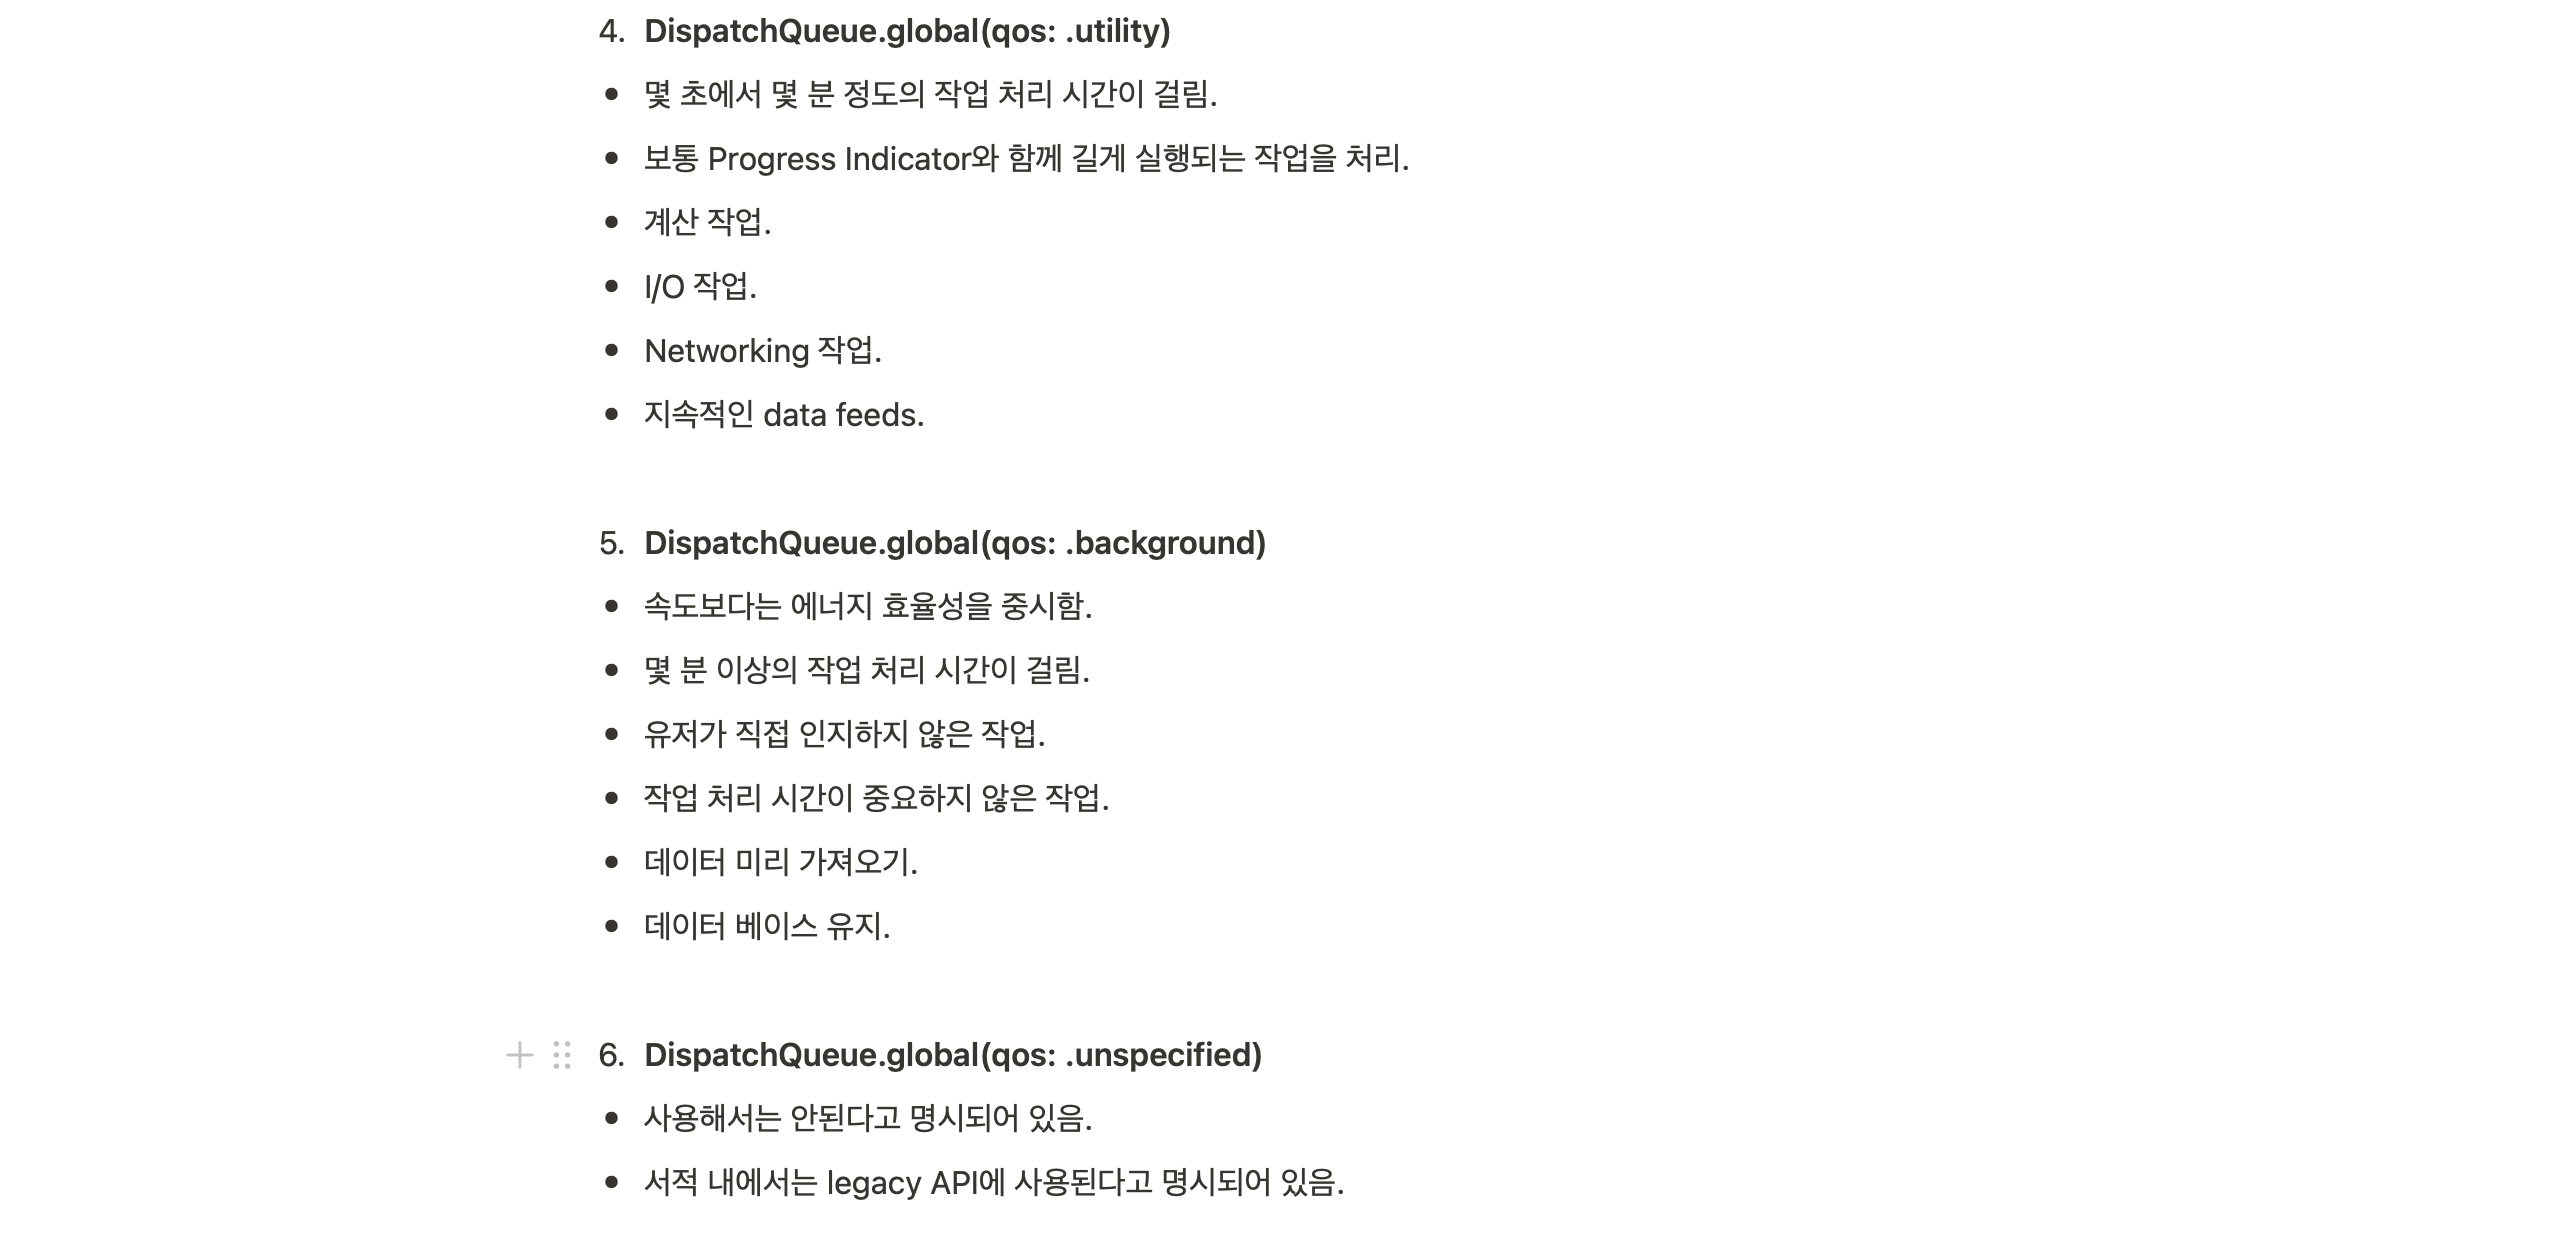 4. DispatchQueue.global(qos: .utility)
• 몇 초에서 몇 분 정도의 작업 처리 시간이 걸림.
• 보통 Progress Indicator와 함께 길게 실행되는 작업을 처리.
• 계산 작업.
• I/O 작업.
• Networking 작업.
• 지속적인 data feeds.
5. DispatchQueue.global(qos: .background)
• 속도보다는 에너지 효율성을 중시함.
• 몇 분 이상의 작업 처리 시간이 걸림.
• 유저가 직접 인지하지 않은 작업.
• 작업 처리 시간이 중요하지 않은 작업.
• 데이터 미리 가져오기.
• 데이터 베이스 유지.
6. DispatchQueue.global(qos: .unspecified)
• 사용해서는 안된다고 명시되어 있음.
• 서적 내에서는 legacy API에 사용된다고 명시되어 있음.